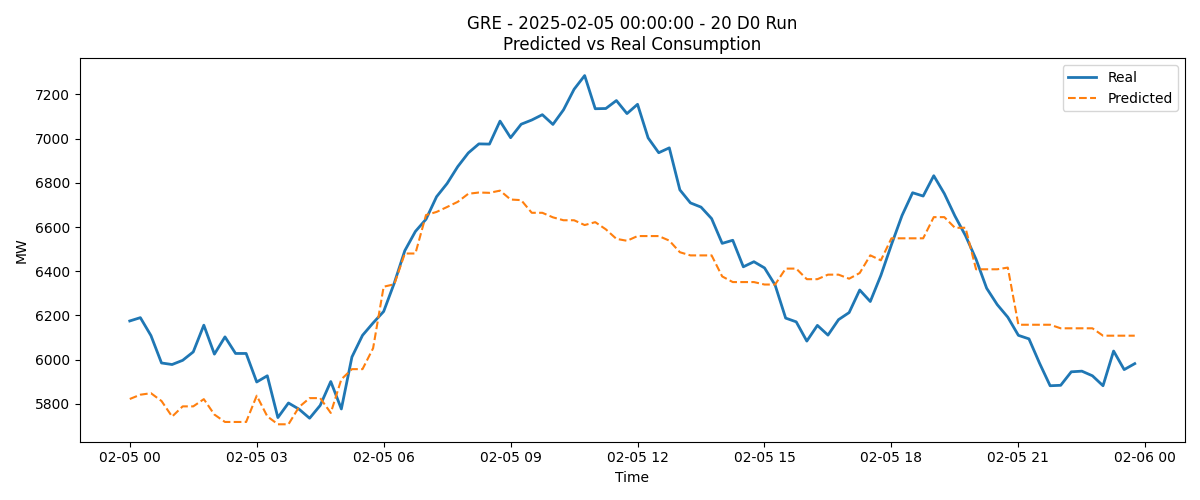 GRE - 2025-02-05 00:00:00 - 20 D0 Run
Predicted vs Real Consumption
Real
Predicted
7200
7000
6800
6600
6400
6200
6000
5800
MW
02-05 00
02-05 03
02-05 06
02-05 09
02-05 12
02-05 15
02-05 18
02-05 21
02-06 00
Time